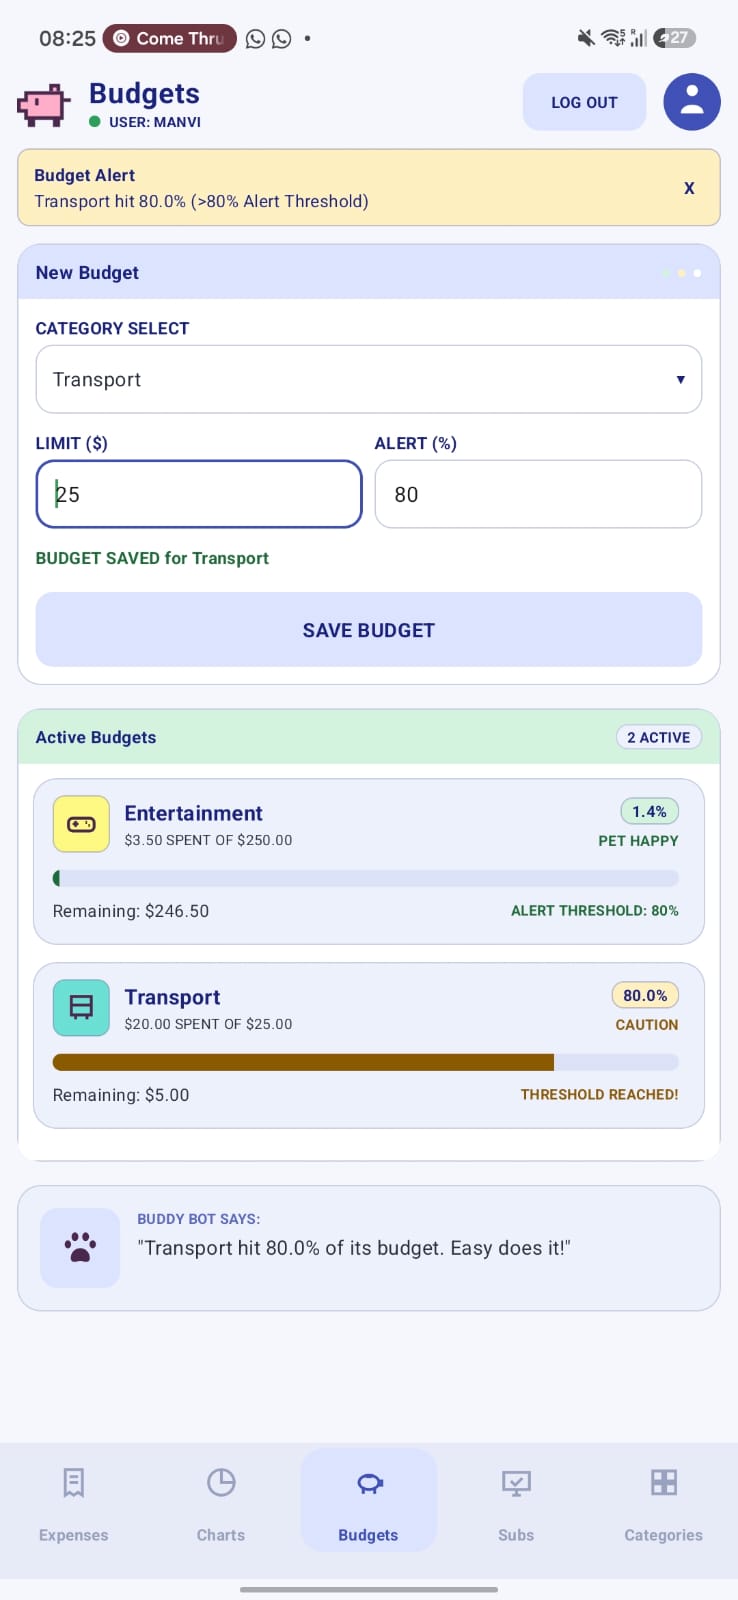 08:25 Come Thru 27
Budgets
USER: MANVI
LOG OUT
Budget Alert
Transport hit 80.0% (>80% Alert Threshold)
X
New Budget
CATEGORY SELECT
Transport
LIMIT ($) ALERT (%)
25 80
BUDGET SAVED for Transport
SAVE BUDGET
Active Budgets 2 ACTIVE
Entertainment 1.4%
$3.50 SPENT OF $250.00 PET HAPPY
Remaining: $246.50 ALERT THRESHOLD: 80%
Transport 80.0%
$20.00 SPENT OF $25.00 CAUTION
Remaining: $5.00 THRESHOLD REACHED!
BUDDY BOT SAYS:
"Transport hit 80.0% of its budget. Easy does it!"
Expenses Charts Budgets Subs Categories